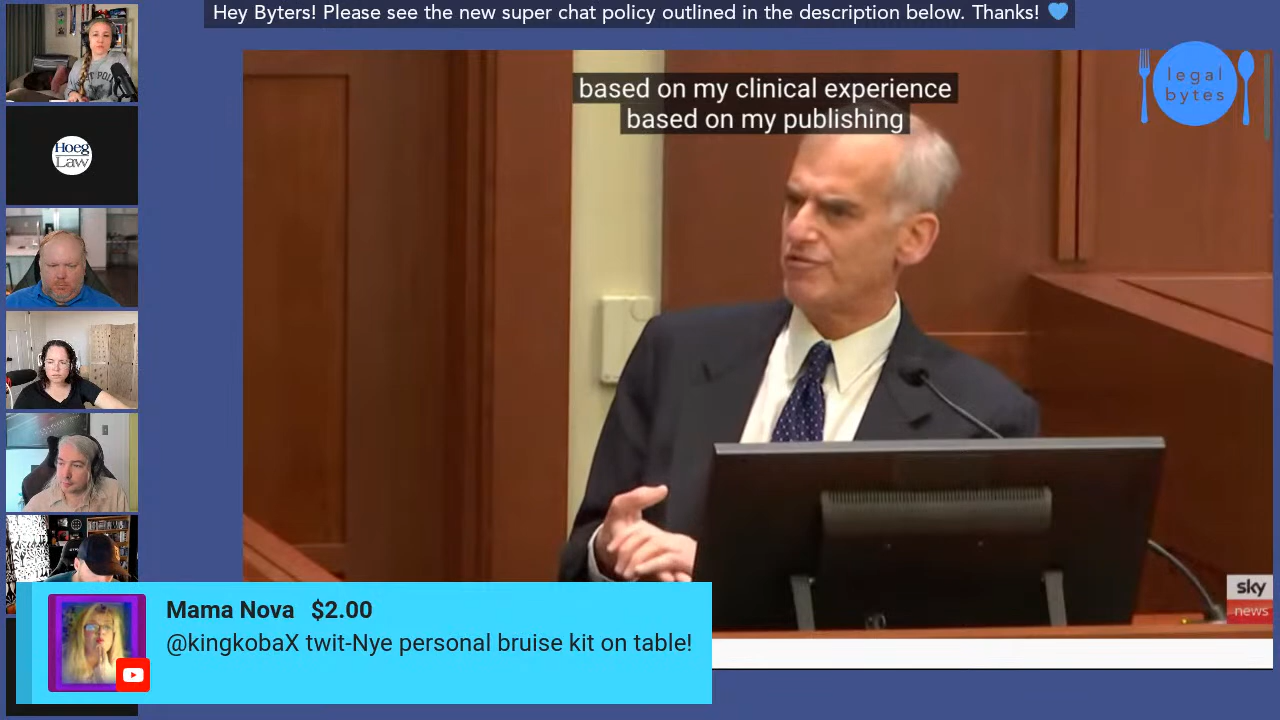 Hey Byters! Please see the new super chat policy outlined in the description below. Thanks! 💙
legal
bytes
based on my clinical experience
based on my publishing
Hoeg
Law
sky
news
Mama Nova $2.00
@kingkobaX twit-Nye personal bruise kit on table!